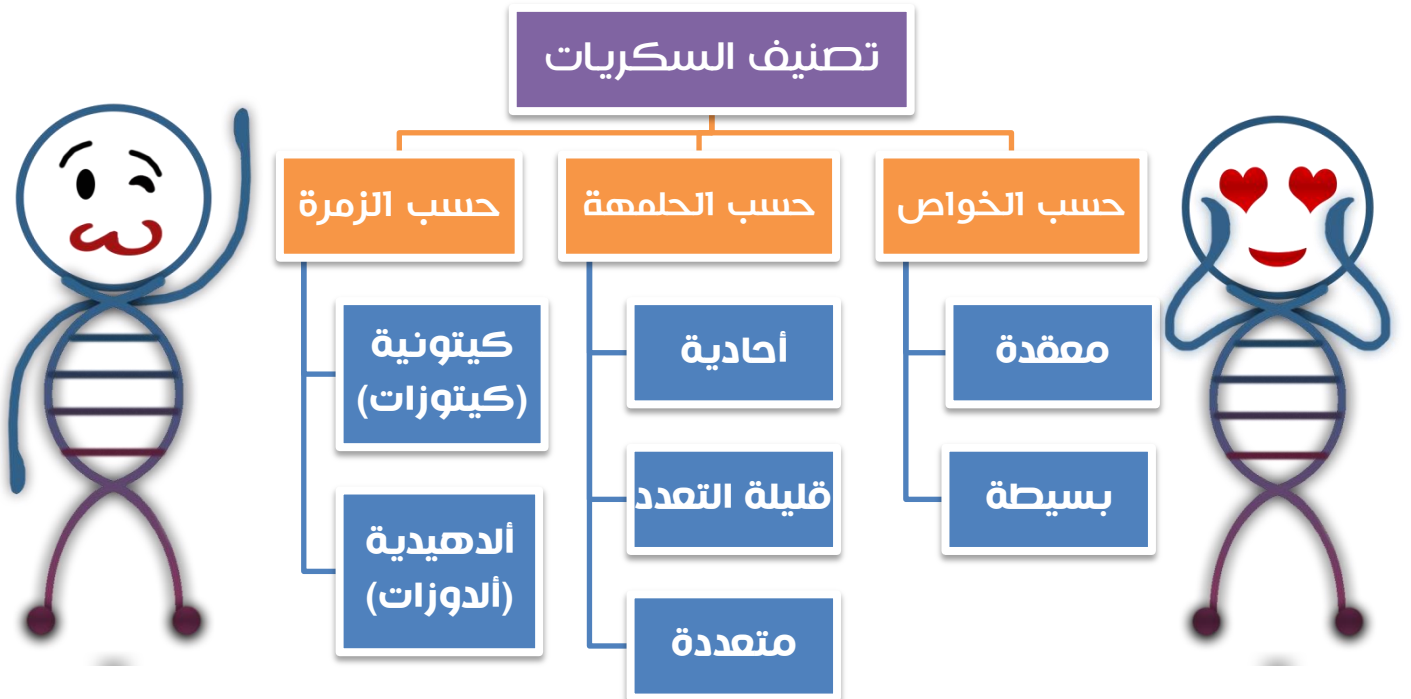 تصنيف السكريات
حسب الخواص
معقدة
بسيطة
حسب الحلمهة
أحادية
قليلة التعدد
متعددة
حسب الزمرة
كيتونية
(كيتوزات)
ألدهيدية
(ألدوزات)